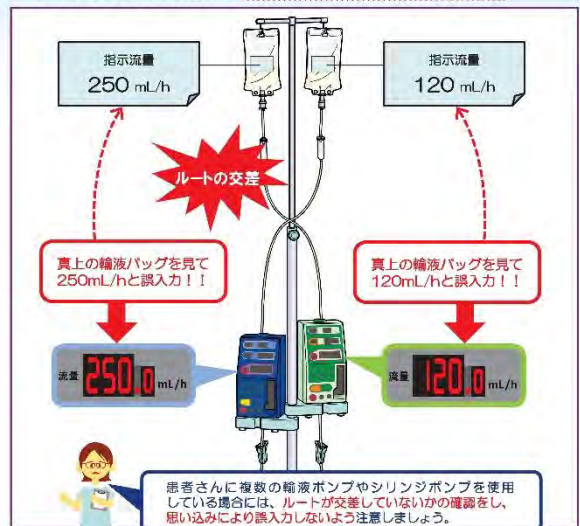 指示流量
250 mL/h
指示流量
120 mL/h
ルートの交差
真上の輸液バッグを見て
250mL/hと誤入力！！
真上の輸液バッグを見て
120mL/hと誤入力！！
流量 250.0 mL/h
流量 120.0 mL/h
患者さんに複数の輸液ポンプやシリンジポンプを使用
している場合には、ルートが交差していないかの確認をし、
思い込みにより誤入力しないよう注意しましょう。